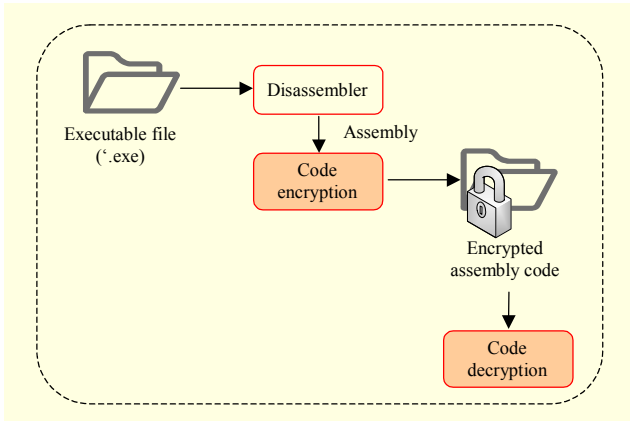 Executable file
(‘.exe)
Disassembler
Assembly
Code
encryption
Encrypted
assembly code
Code
decryption